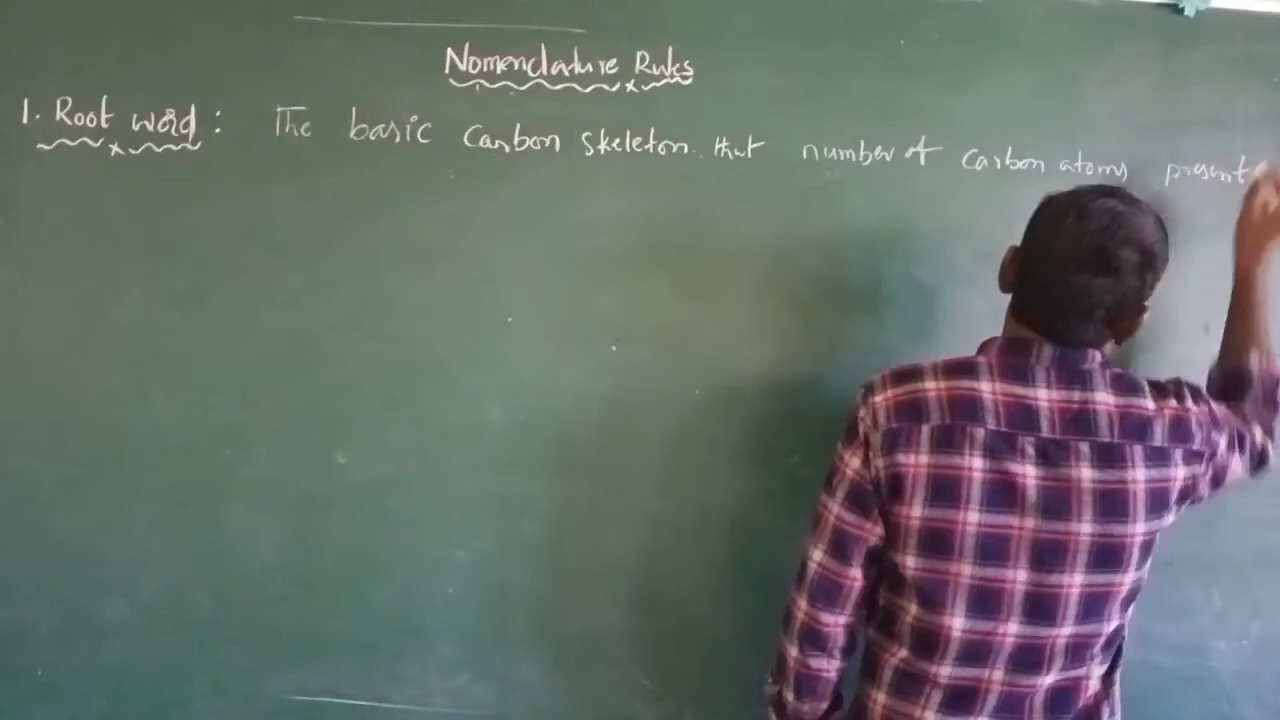 Nomenclature Rules
1. Root word : The basic carbon skeleton that number of carbon atoms present